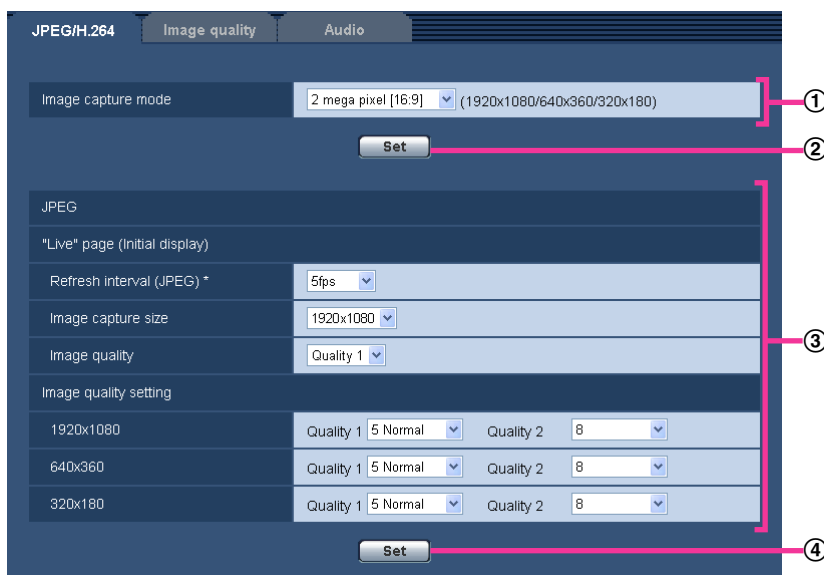 JPEG/H.264 Image quality Audio
Image capture mode 2 mega pixel [16:9] (1920x1080/640x360/320x180) ①
Set ②
JPEG
"Live" page (Initial display)
Refresh interval (JPEG) * 5fps
Image capture size 1920x1080
Image quality Quality 1 ③
Image quality setting
1920x1080 Quality 1 5 Normal Quality 2 8
640x360 Quality 1 5 Normal Quality 2 8
320x180 Quality 1 5 Normal Quality 2 8
Set ④